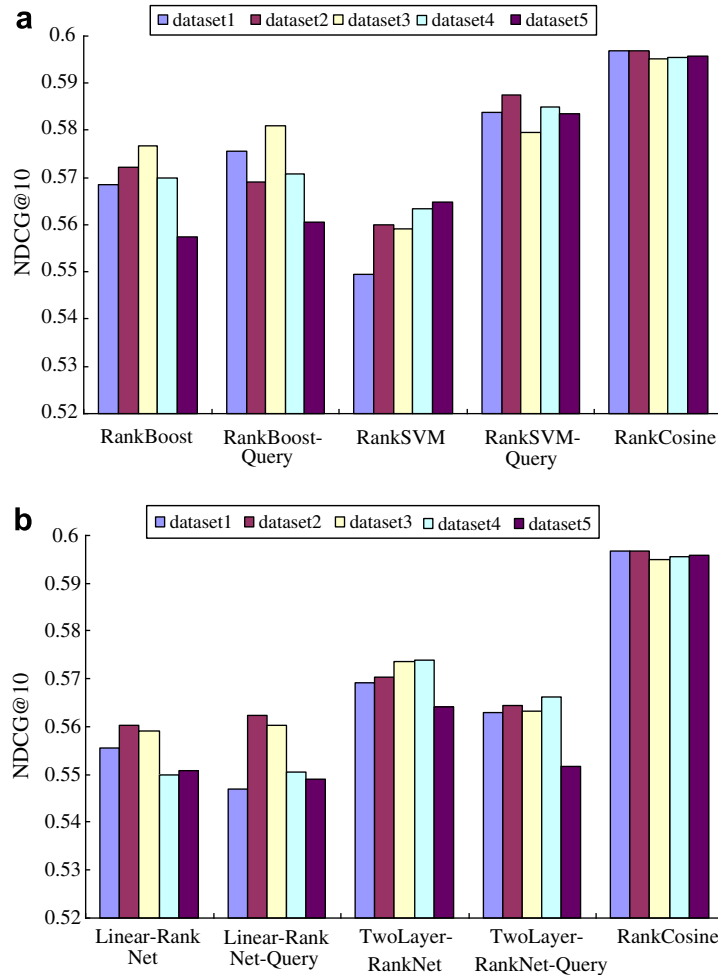 a
dataset1 dataset2 dataset3 dataset4 dataset5
0.6
0.59
0.58
0.57
0.56
0.55
0.54
0.53
0.52
NDCG@10
RankBoost RankBoost- RankSVM RankSVM- RankCosine
Query Query
b
dataset1 dataset2 dataset3 dataset4 dataset5
0.6
0.59
0.58
0.57
0.56
0.55
0.54
0.53
0.52
NDCG@10
Linear-Rank Linear-Rank TwoLayer- TwoLayer- RankCosine
Net Net-Query RankNet RankNet-Query